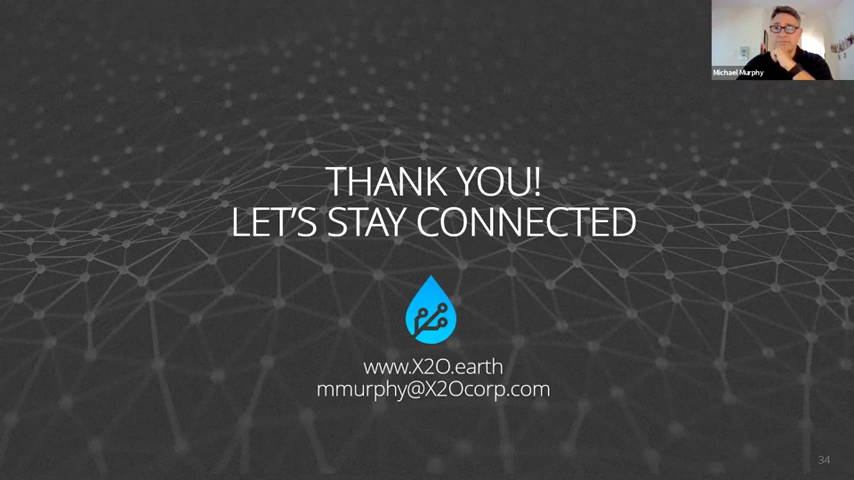 Michael Murphy
THANK YOU!
LET'S STAY CONNECTED
www.X2O.earth
mmurphy@X2Ocorp.com
34